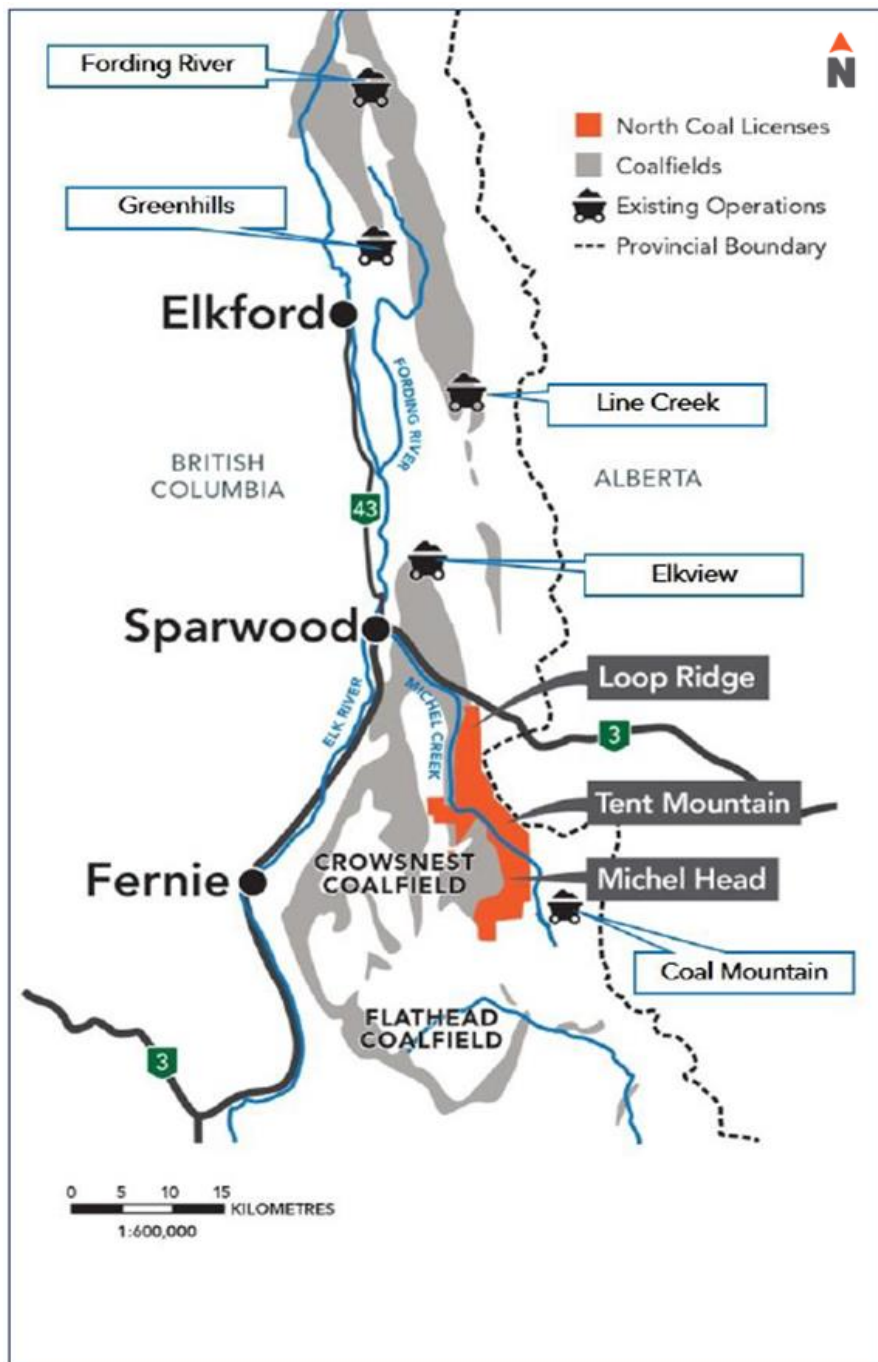 N
Fording River
North Coal Licenses
Coalfields
Existing Operations
Provincial Boundary
Greenhills
Elkford
FORDING RIVER
Line Creek
BRITISH
COLUMBIA
ALBERTA
43
Elkview
Sparwood
ELK RIVER
MICHEL CREEK
Loop Ridge
3
Tent Mountain
Fernie
CROWSNEST
COALFIELD
Michel Head
Coal Mountain
FLATHEAD
COALFIELD
3
0 5 10 15
KILOMETRES
1:600,000